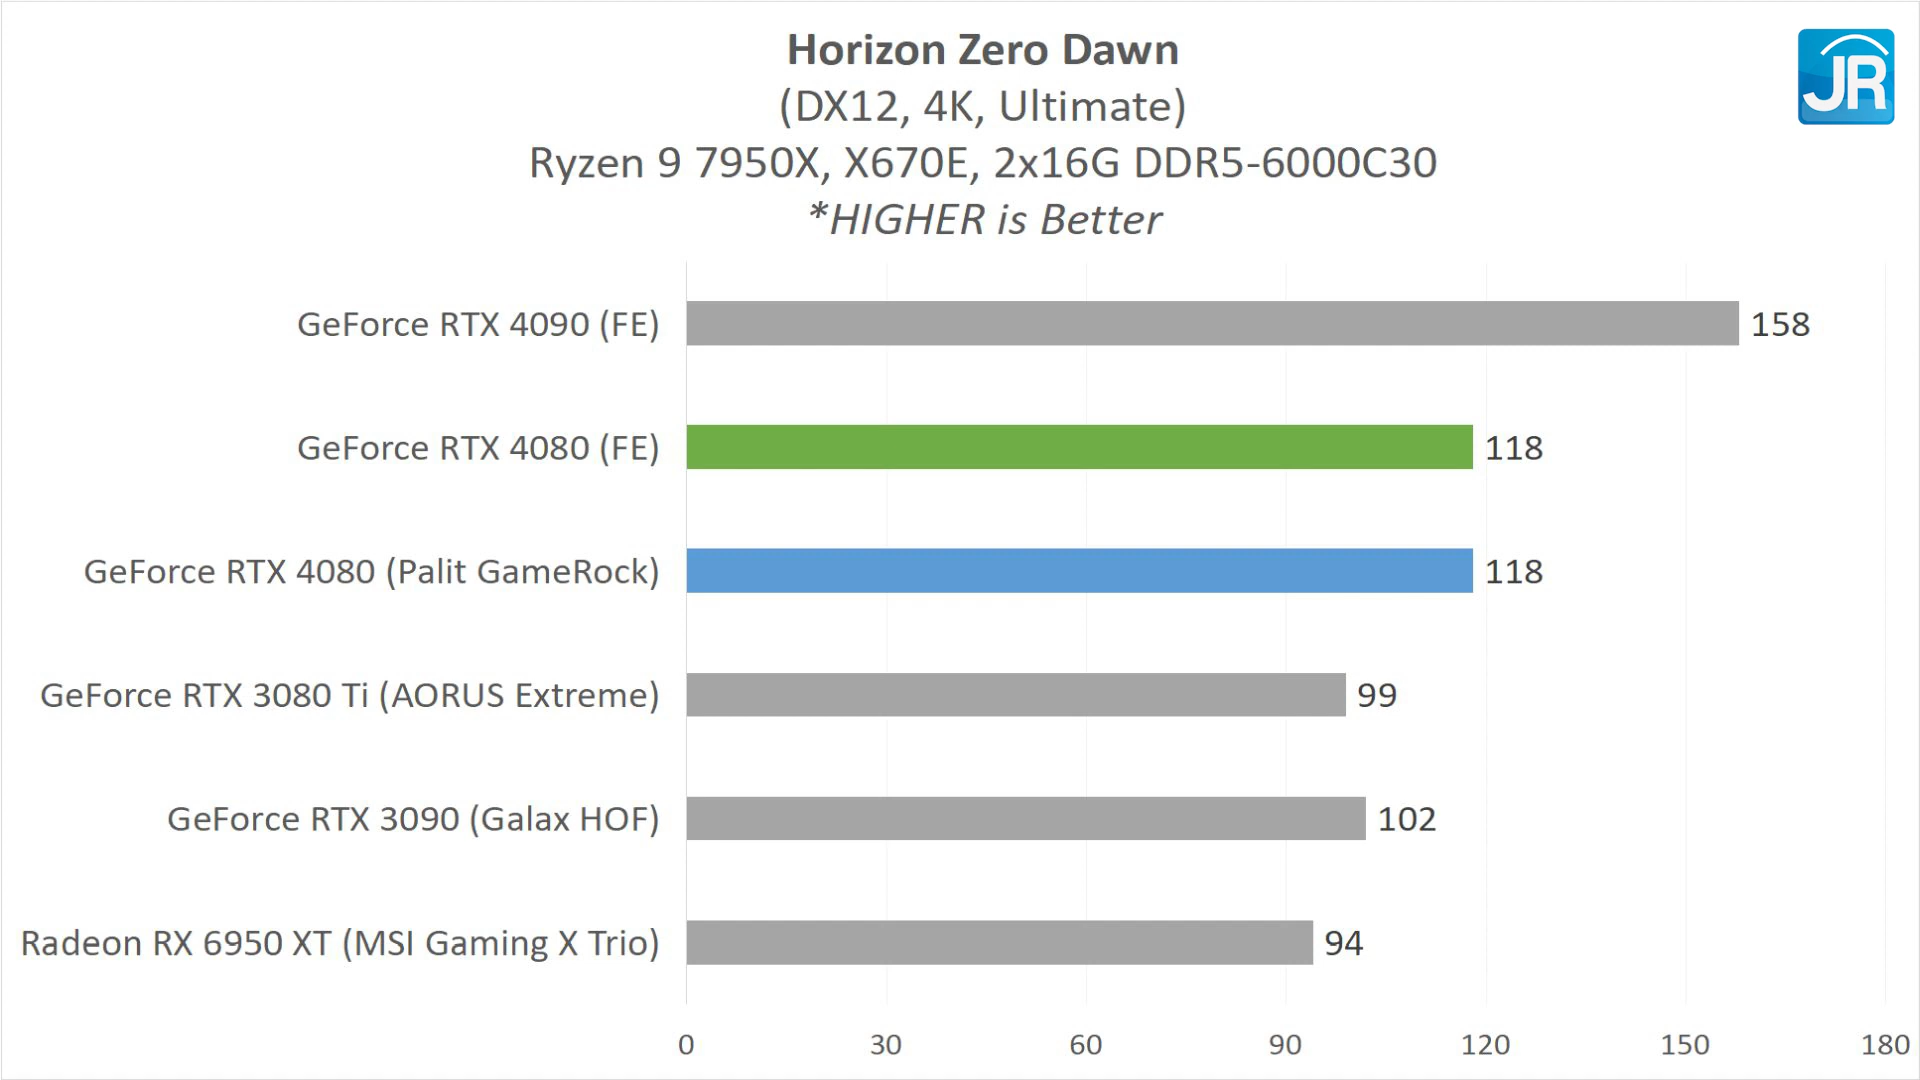 Horizon Zero Dawn
(DX12, 4K, Ultimate)
Ryzen 9 7950X, X670E, 2x16G DDR5-6000C30
*HIGHER is Better
JR
GeForce RTX 4090 (FE) 158
GeForce RTX 4080 (FE) 118
GeForce RTX 4080 (Palit GameRock) 118
GeForce RTX 3080 Ti (AORUS Extreme) 99
GeForce RTX 3090 (Galax HOF) 102
Radeon RX 6950 XT (MSI Gaming X Trio) 94
0 30 60 90 120 150 180